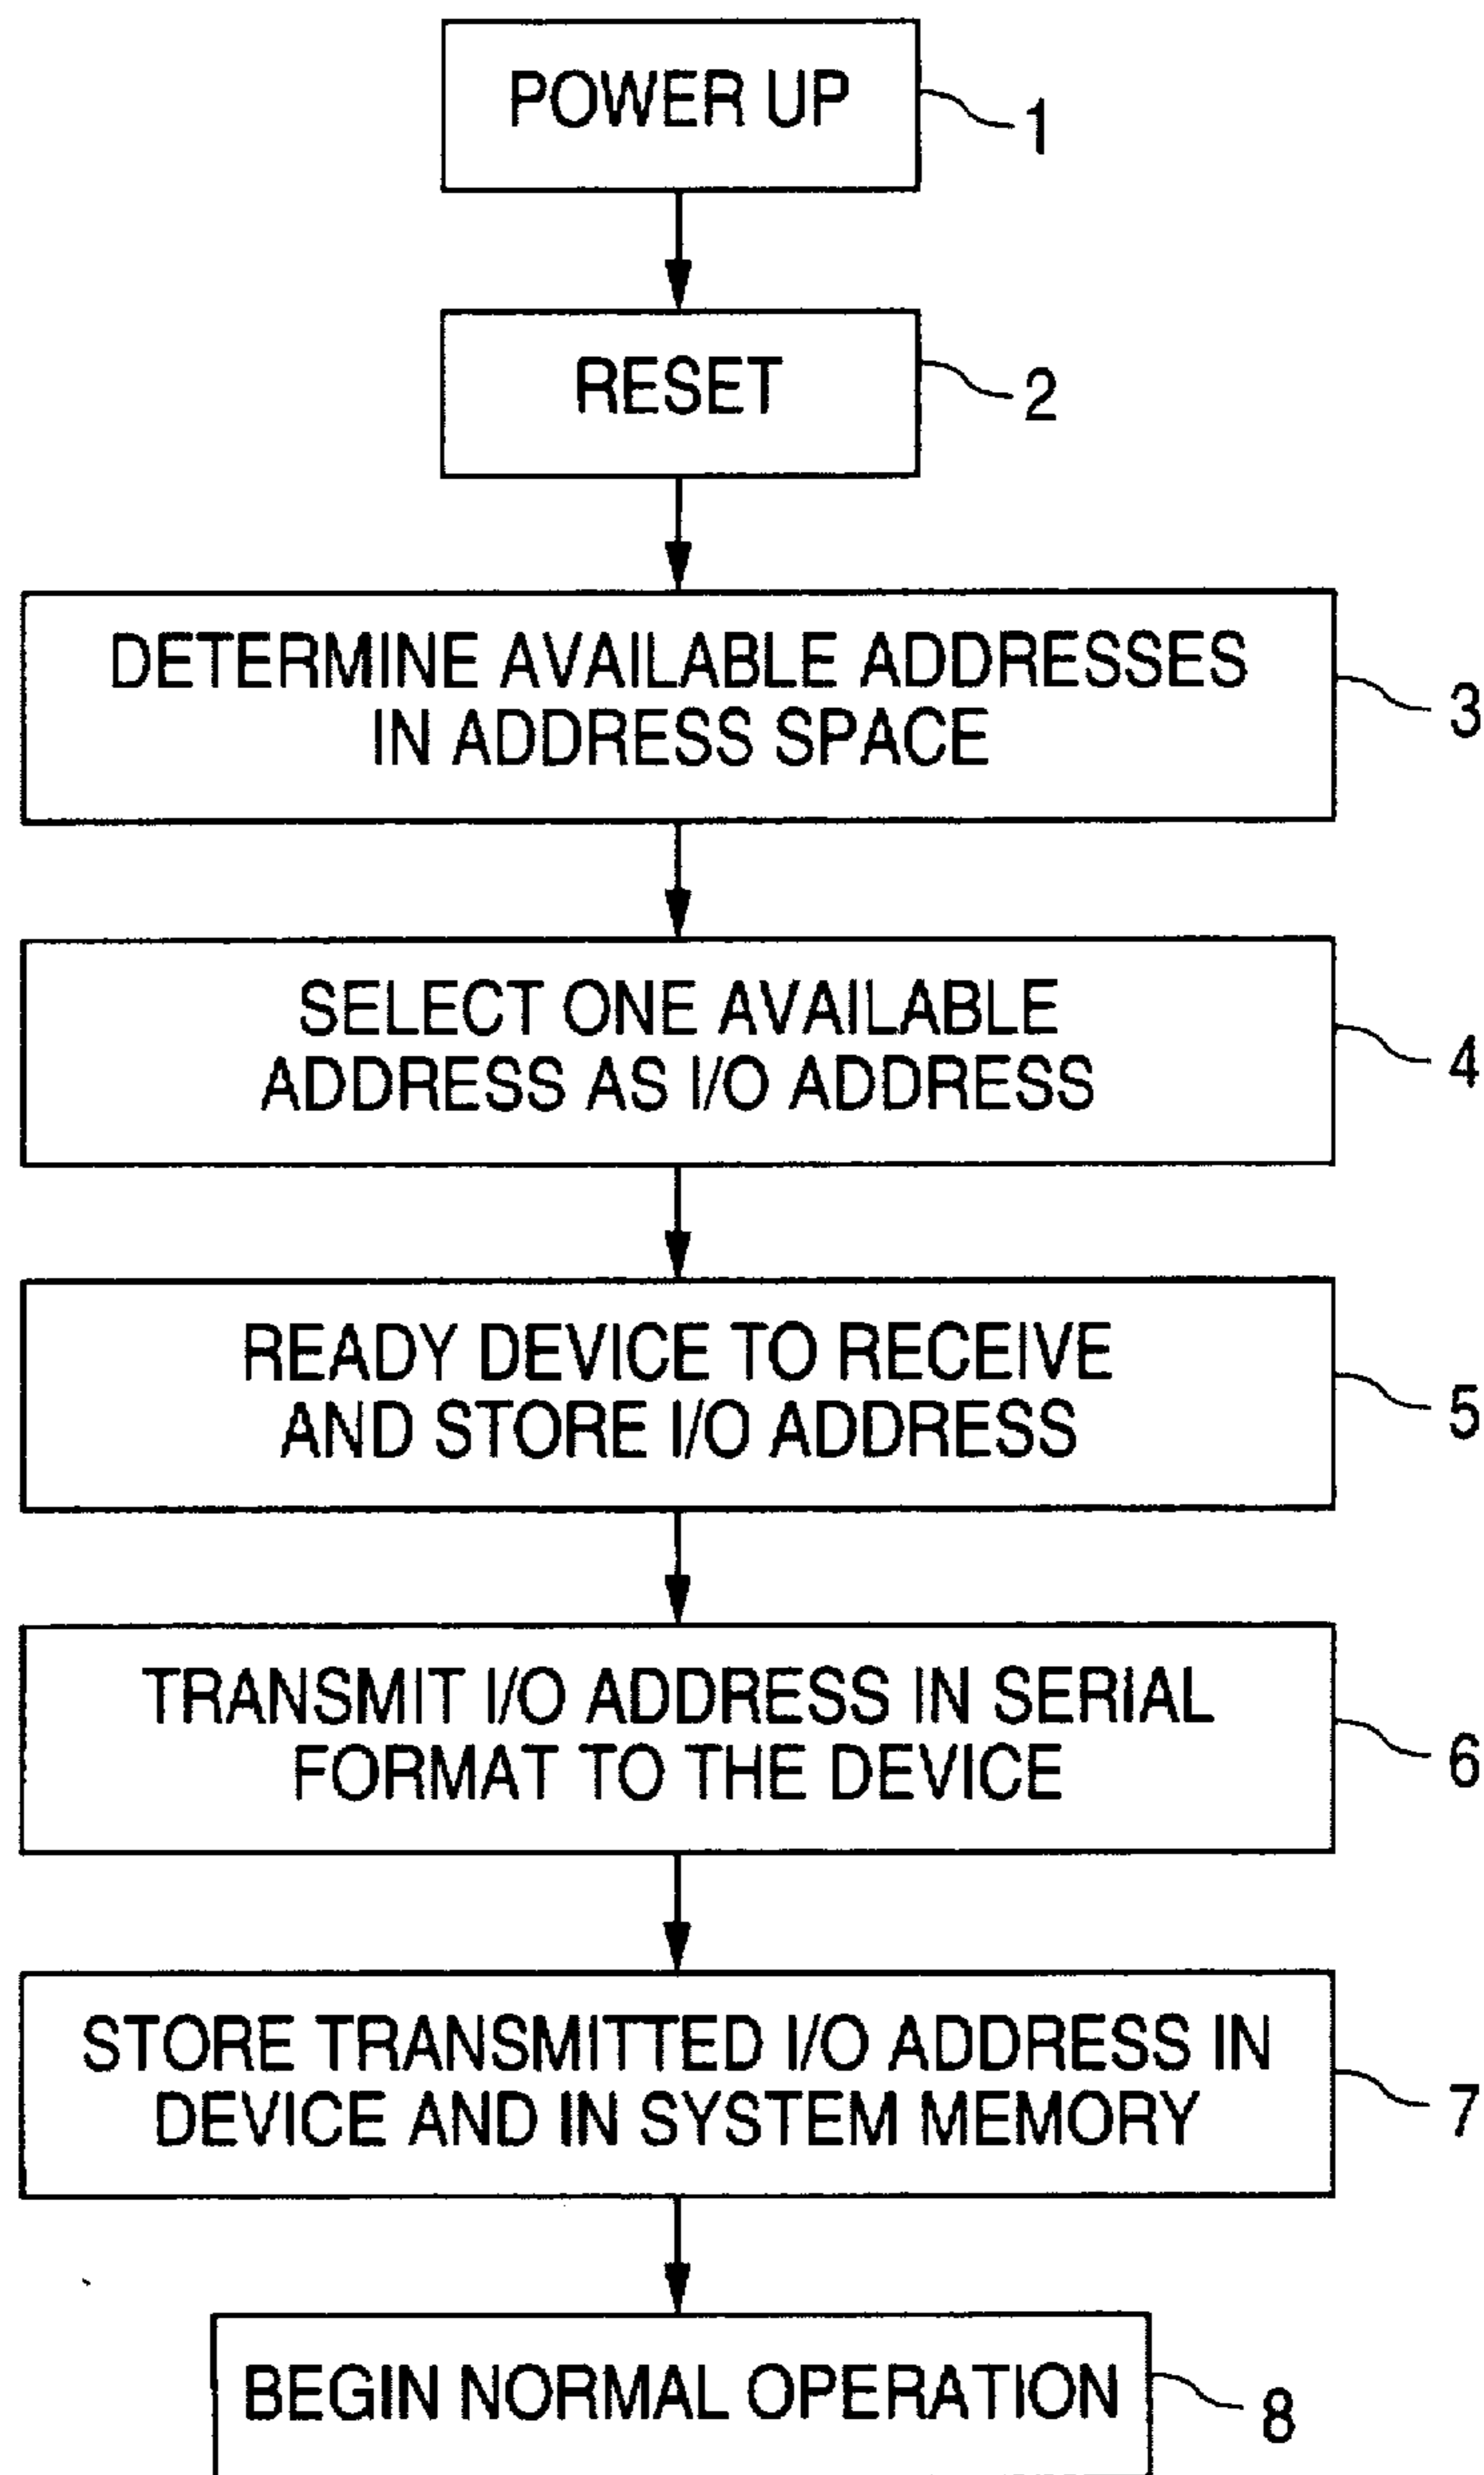 POWER UP
1
RESET
2
DETERMINE AVAILABLE ADDRESSES
IN ADDRESS SPACE
3
SELECT ONE AVAILABLE
ADDRESS AS I/O ADDRESS
4
READY DEVICE TO RECEIVE
AND STORE I/O ADDRESS
5
TRANSMIT I/O ADDRESS IN SERIAL
FORMAT TO THE DEVICE
6
STORE TRANSMITTED I/O ADDRESS IN
DEVICE AND IN SYSTEM MEMORY
7
BEGIN NORMAL OPERATION
8